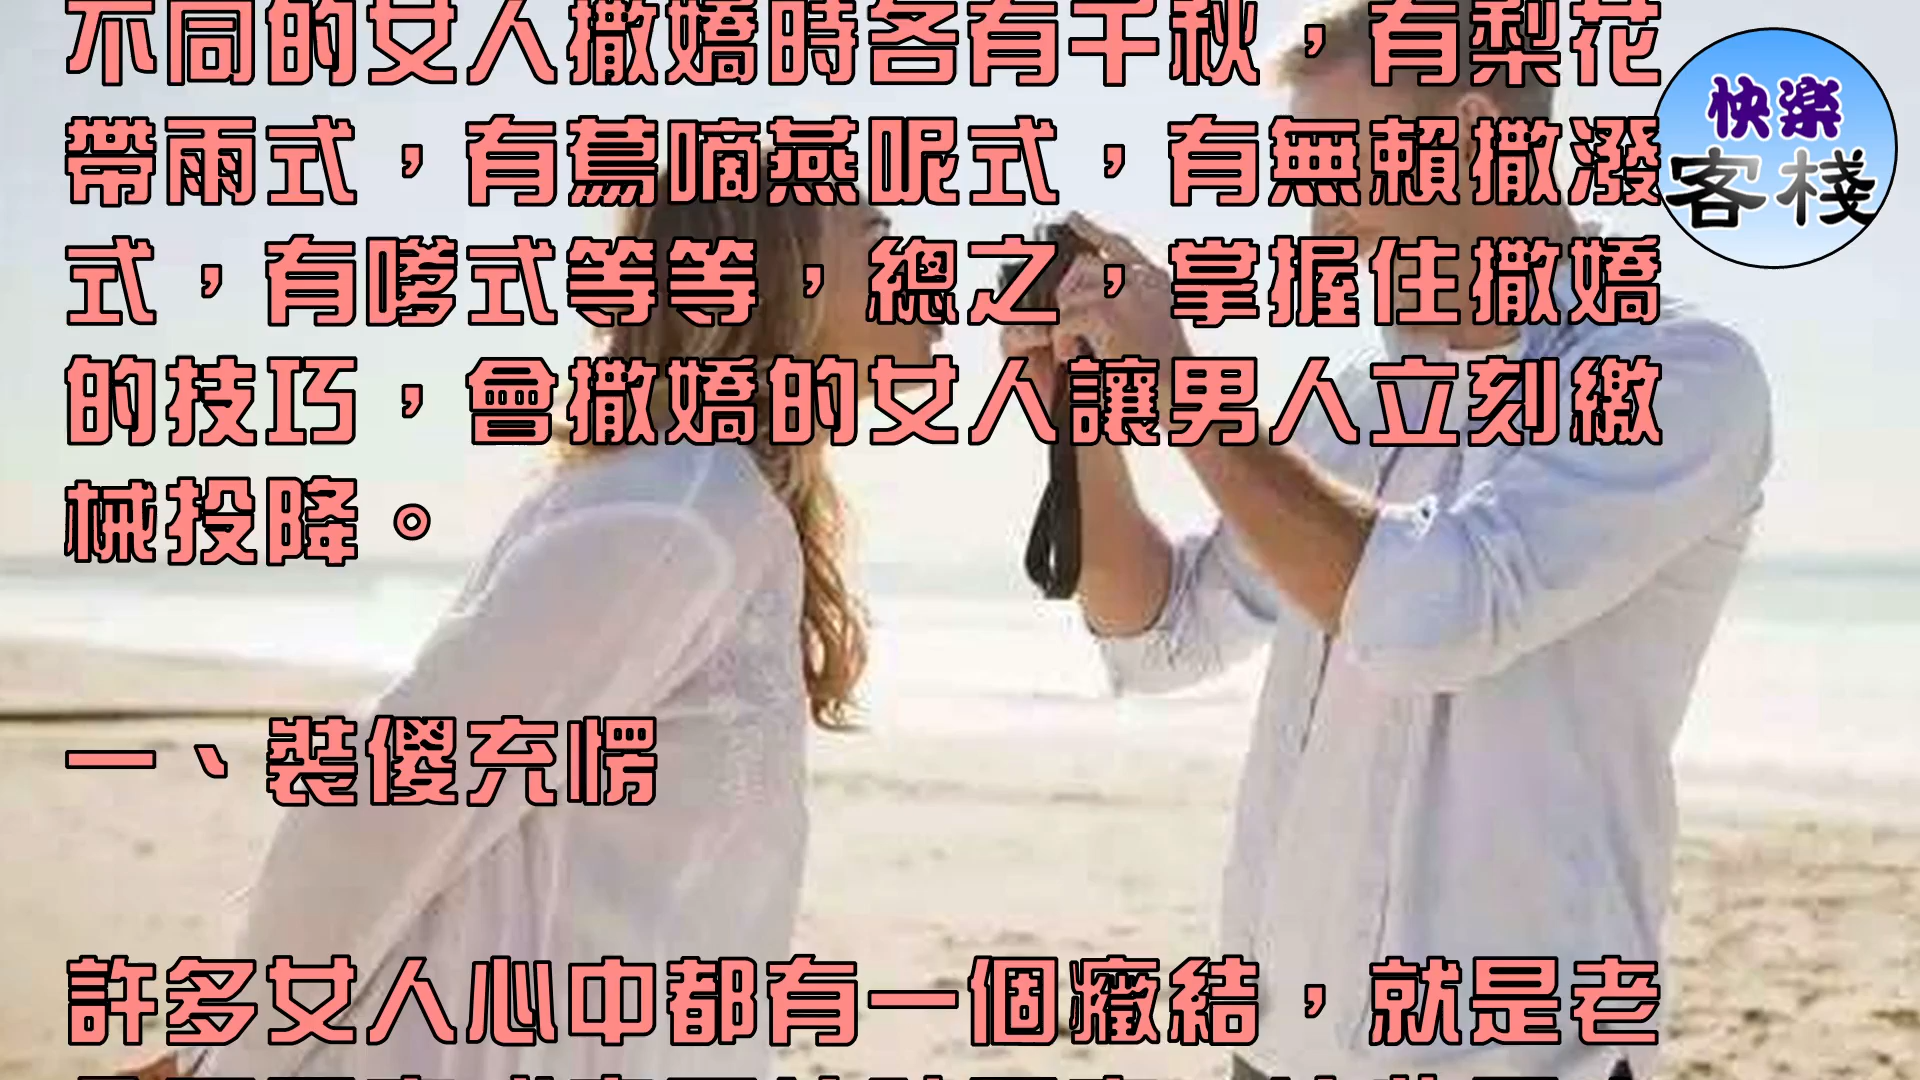 不同的女人撒嬌時各有千秋，有梨花
帶雨式，有蔦嘀燕呢式，有無賴撒潑
式，有嗲式等等，總之，掌握住撒嬌
的技巧，會撒嬌的女人讓男人立刻繳
械投降。
一、裝傻充愣
許多女人心中都有一個癥結，就是老
快樂
客棧